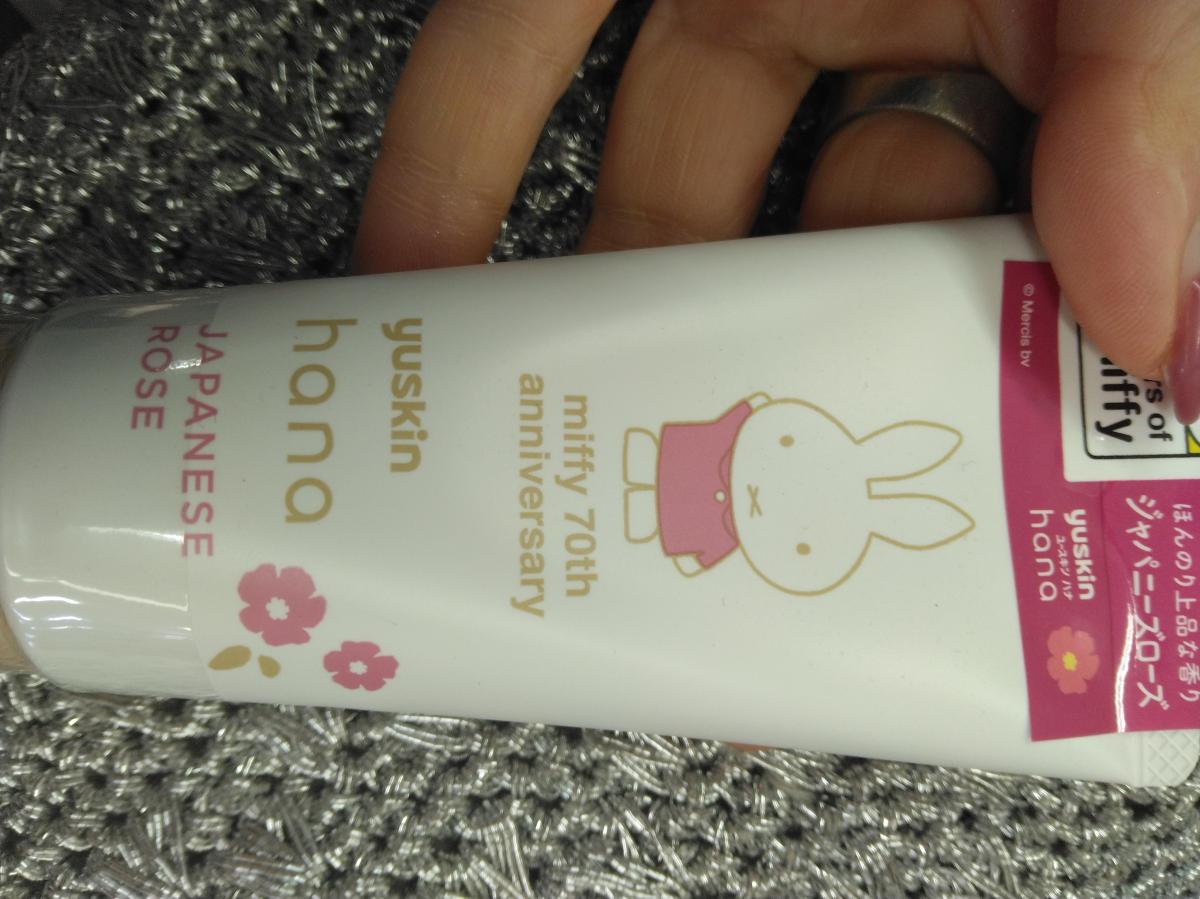 © Mercis bv
of
iffy
ほんのり上品な香り
ジャパニーズローズ
yuskin
ユースキン ハナ
hana
miffy 70th
anniversary
yuskin
hana
JAPANESE
ROSE